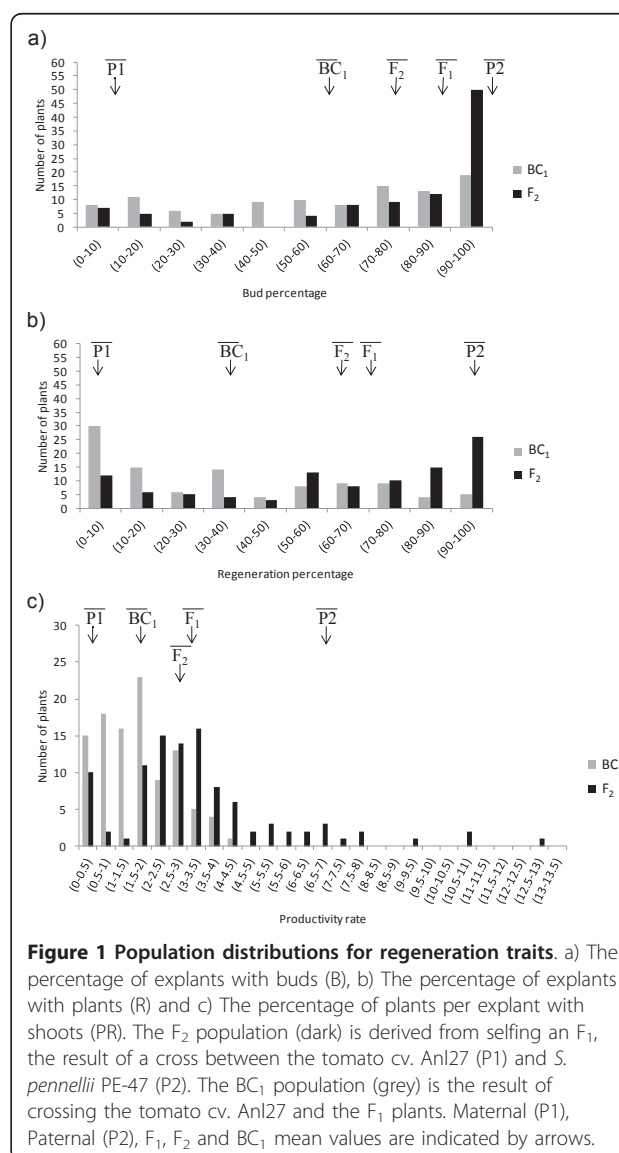 a)
P1 BC1 F2 F1 P2
Number of plants
60
55
50
45
40
35
30
25
20
15
10
5
0
(0-10) (10-20) (20-30) (30-40) (40-50) (50-60) (60-70) (70-80) (80-90) (90-100)
Bud percentage
BC1
F2
b)
P1 BC1 F2 F1 P2
Number of plants
60
55
50
45
40
35
30
25
20
15
10
5
0
(0-10) (10-20) (20-30) (30-40) (40-50) (50-60) (60-70) (70-80) (80-90) (90-100)
Regeneration percentage
BC1
F2
c)
P1 BC1 F1 P2
F2
Number of plants
30
25
20
15
10
5
0
(0-0.5) (0.5-1) (1-1.5) (1.5-2) (2-2.5) (2.5-3) (3-3.5) (3.5-4) (4-4.5) (4.5-5) (5-5.5) (5.5-6) (6-6.5) (6.5-7) (7-7.5) (7.5-8) (8-8.5) (8.5-9) (9-9.5) (9.5-10) (10-10.5) (10.5-11) (11-11.5) (11.5-12) (12-12.5) (12.5-13) (13-13.5)
Productivity rate
BC
F2
Figure 1 Population distributions for regeneration traits. a) The
percentage of explants with buds (B), b) The percentage of explants
with plants (R) and c) The percentage of plants per explant with
shoots (PR). The F2 population (dark) is derived from selfing an F1,
the result of a cross between the tomato cv. Anl27 (P1) and S.
pennellii PE-47 (P2). The BC1 population (grey) is the result of
crossing the tomato cv. Anl27 and the F1 plants. Maternal (P1),
Paternal (P2), F1, F2 and BC1 mean values are indicated by arrows.